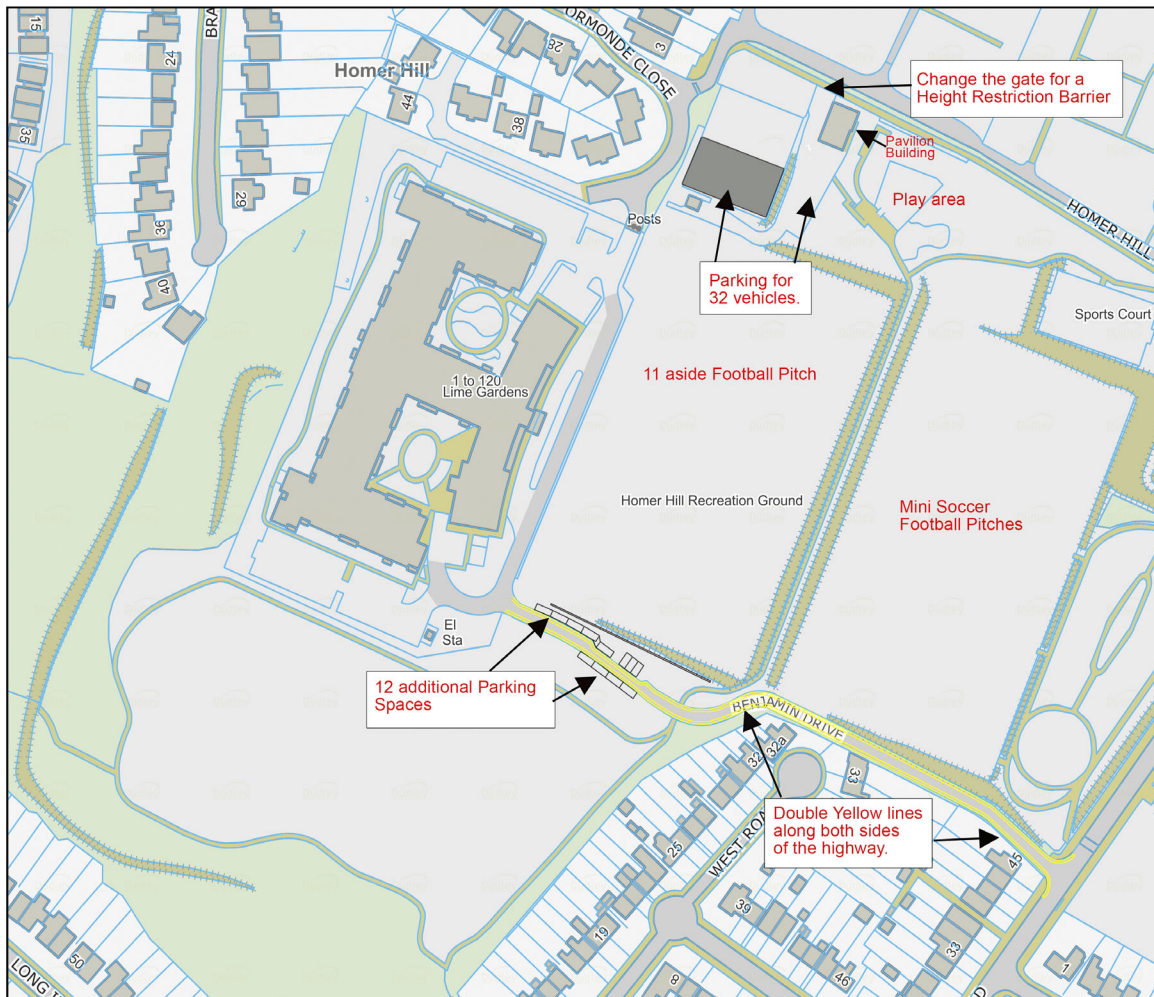 15
24
BRA
ORMONDE CLOSE
28
3
Homer Hill
44
38
35
29
36
40
Change the gate for a
Height Restriction Barrier
Pavilion
Building
Play area
HOMER HILL
Posts
Parking for
32 vehicles.
Sports Court
11 aside Football Pitch
1 to 120
Lime Gardens
Homer Hill Recreation Ground
Mini Soccer
Football Pitches
El
Sta
12 additional Parking
Spaces
BENJAMIN DRIVE
32
32a
33
Double Yellow lines
along both sides
of the highway.
WEST ROA
25
45
39
19
33
46
50
8
1
LONG
D